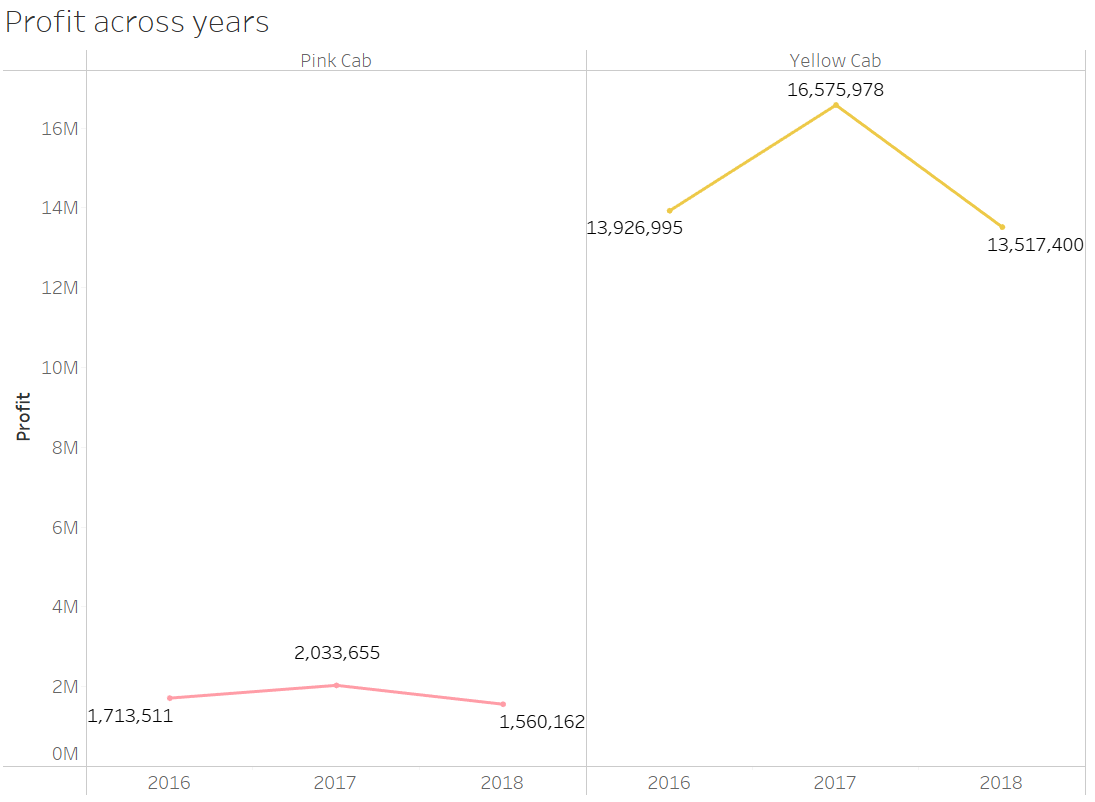 Profit across years
Pink Cab Yellow Cab
16,575,978
16M
14M
13,926,995
13,517,400
12M
10M
Profit
8M
6M
4M
2,033,655
2M
1,713,511
1,560,162
0M
2016 2017 2018 2016 2017 2018